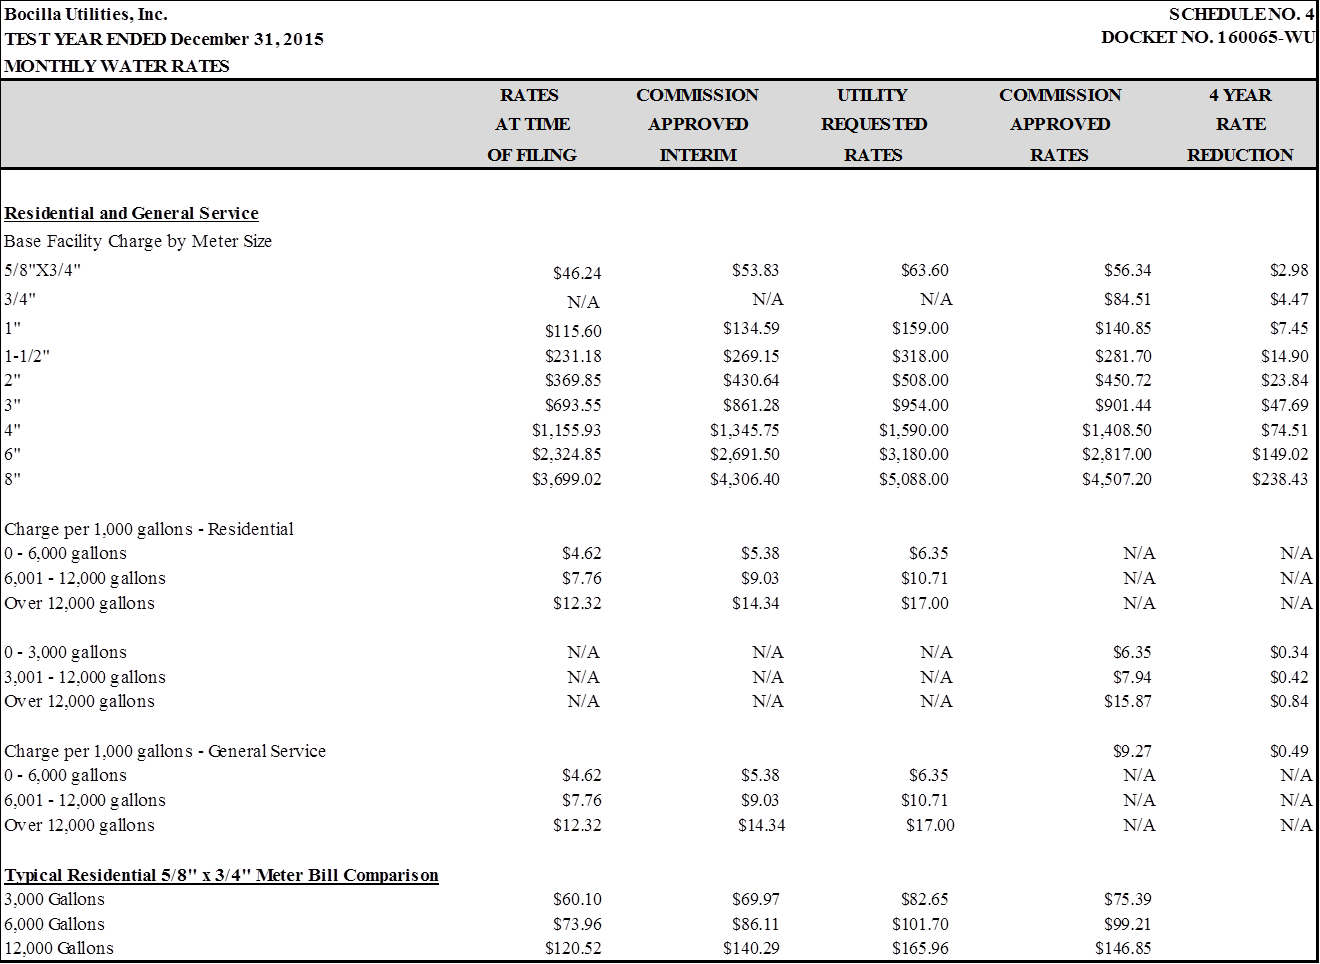 Bocilla Utilities, Inc. SCHEDULE NO. 4
TEST YEAR ENDED December 31, 2015 DOCKET NO. 160065-WU
MONTHLY WATER RATES
RATES COMMISSION UTILITY COMMISSION 4 YEAR
AT TIME APPROVED REQUESTED APPROVED RATE
OF FILING INTERIM RATES RATES REDUCTION
Residential and General Service
Base Facility Charge by Meter Size
5/8"X3/4" $46.24 $53.83 $63.60 $56.34 $2.98
3/4" N/A N/A N/A $84.51 $4.47
1" $115.60 $134.59 $159.00 $140.85 $7.45
1-1/2" $231.18 $269.15 $318.00 $281.70 $14.90
2" $369.85 $430.64 $508.00 $450.72 $23.84
3" $693.55 $861.28 $954.00 $901.44 $47.69
4" $1,155.93 $1,345.75 $1,590.00 $1,408.50 $74.51
6" $2,324.85 $2,691.50 $3,180.00 $2,817.00 $149.02
8" $3,699.02 $4,306.40 $5,088.00 $4,507.20 $238.43
Charge per 1,000 gallons - Residential
0 - 6,000 gallons $4.62 $5.38 $6.35 N/A N/A
6,001 - 12,000 gallons $7.76 $9.03 $10.71 N/A N/A
Over 12,000 gallons $12.32 $14.34 $17.00 N/A N/A
0 - 3,000 gallons N/A N/A N/A $6.35 $0.34
3,001 - 12,000 gallons N/A N/A N/A $7.94 $0.42
Over 12,000 gallons N/A N/A N/A $15.87 $0.84
Charge per 1,000 gallons - General Service $9.27 $0.49
0 - 6,000 gallons $4.62 $5.38 $6.35 N/A N/A
6,001 - 12,000 gallons $7.76 $9.03 $10.71 N/A N/A
Over 12,000 gallons $12.32 $14.34 $17.00 N/A N/A
Typical Residential 5/8" x 3/4" Meter Bill Comparison
3,000 Gallons $60.10 $69.97 $82.65 $75.39
6,000 Gallons $73.96 $86.11 $101.70 $99.21
12,000 Gallons $120.52 $140.29 $165.96 $146.85